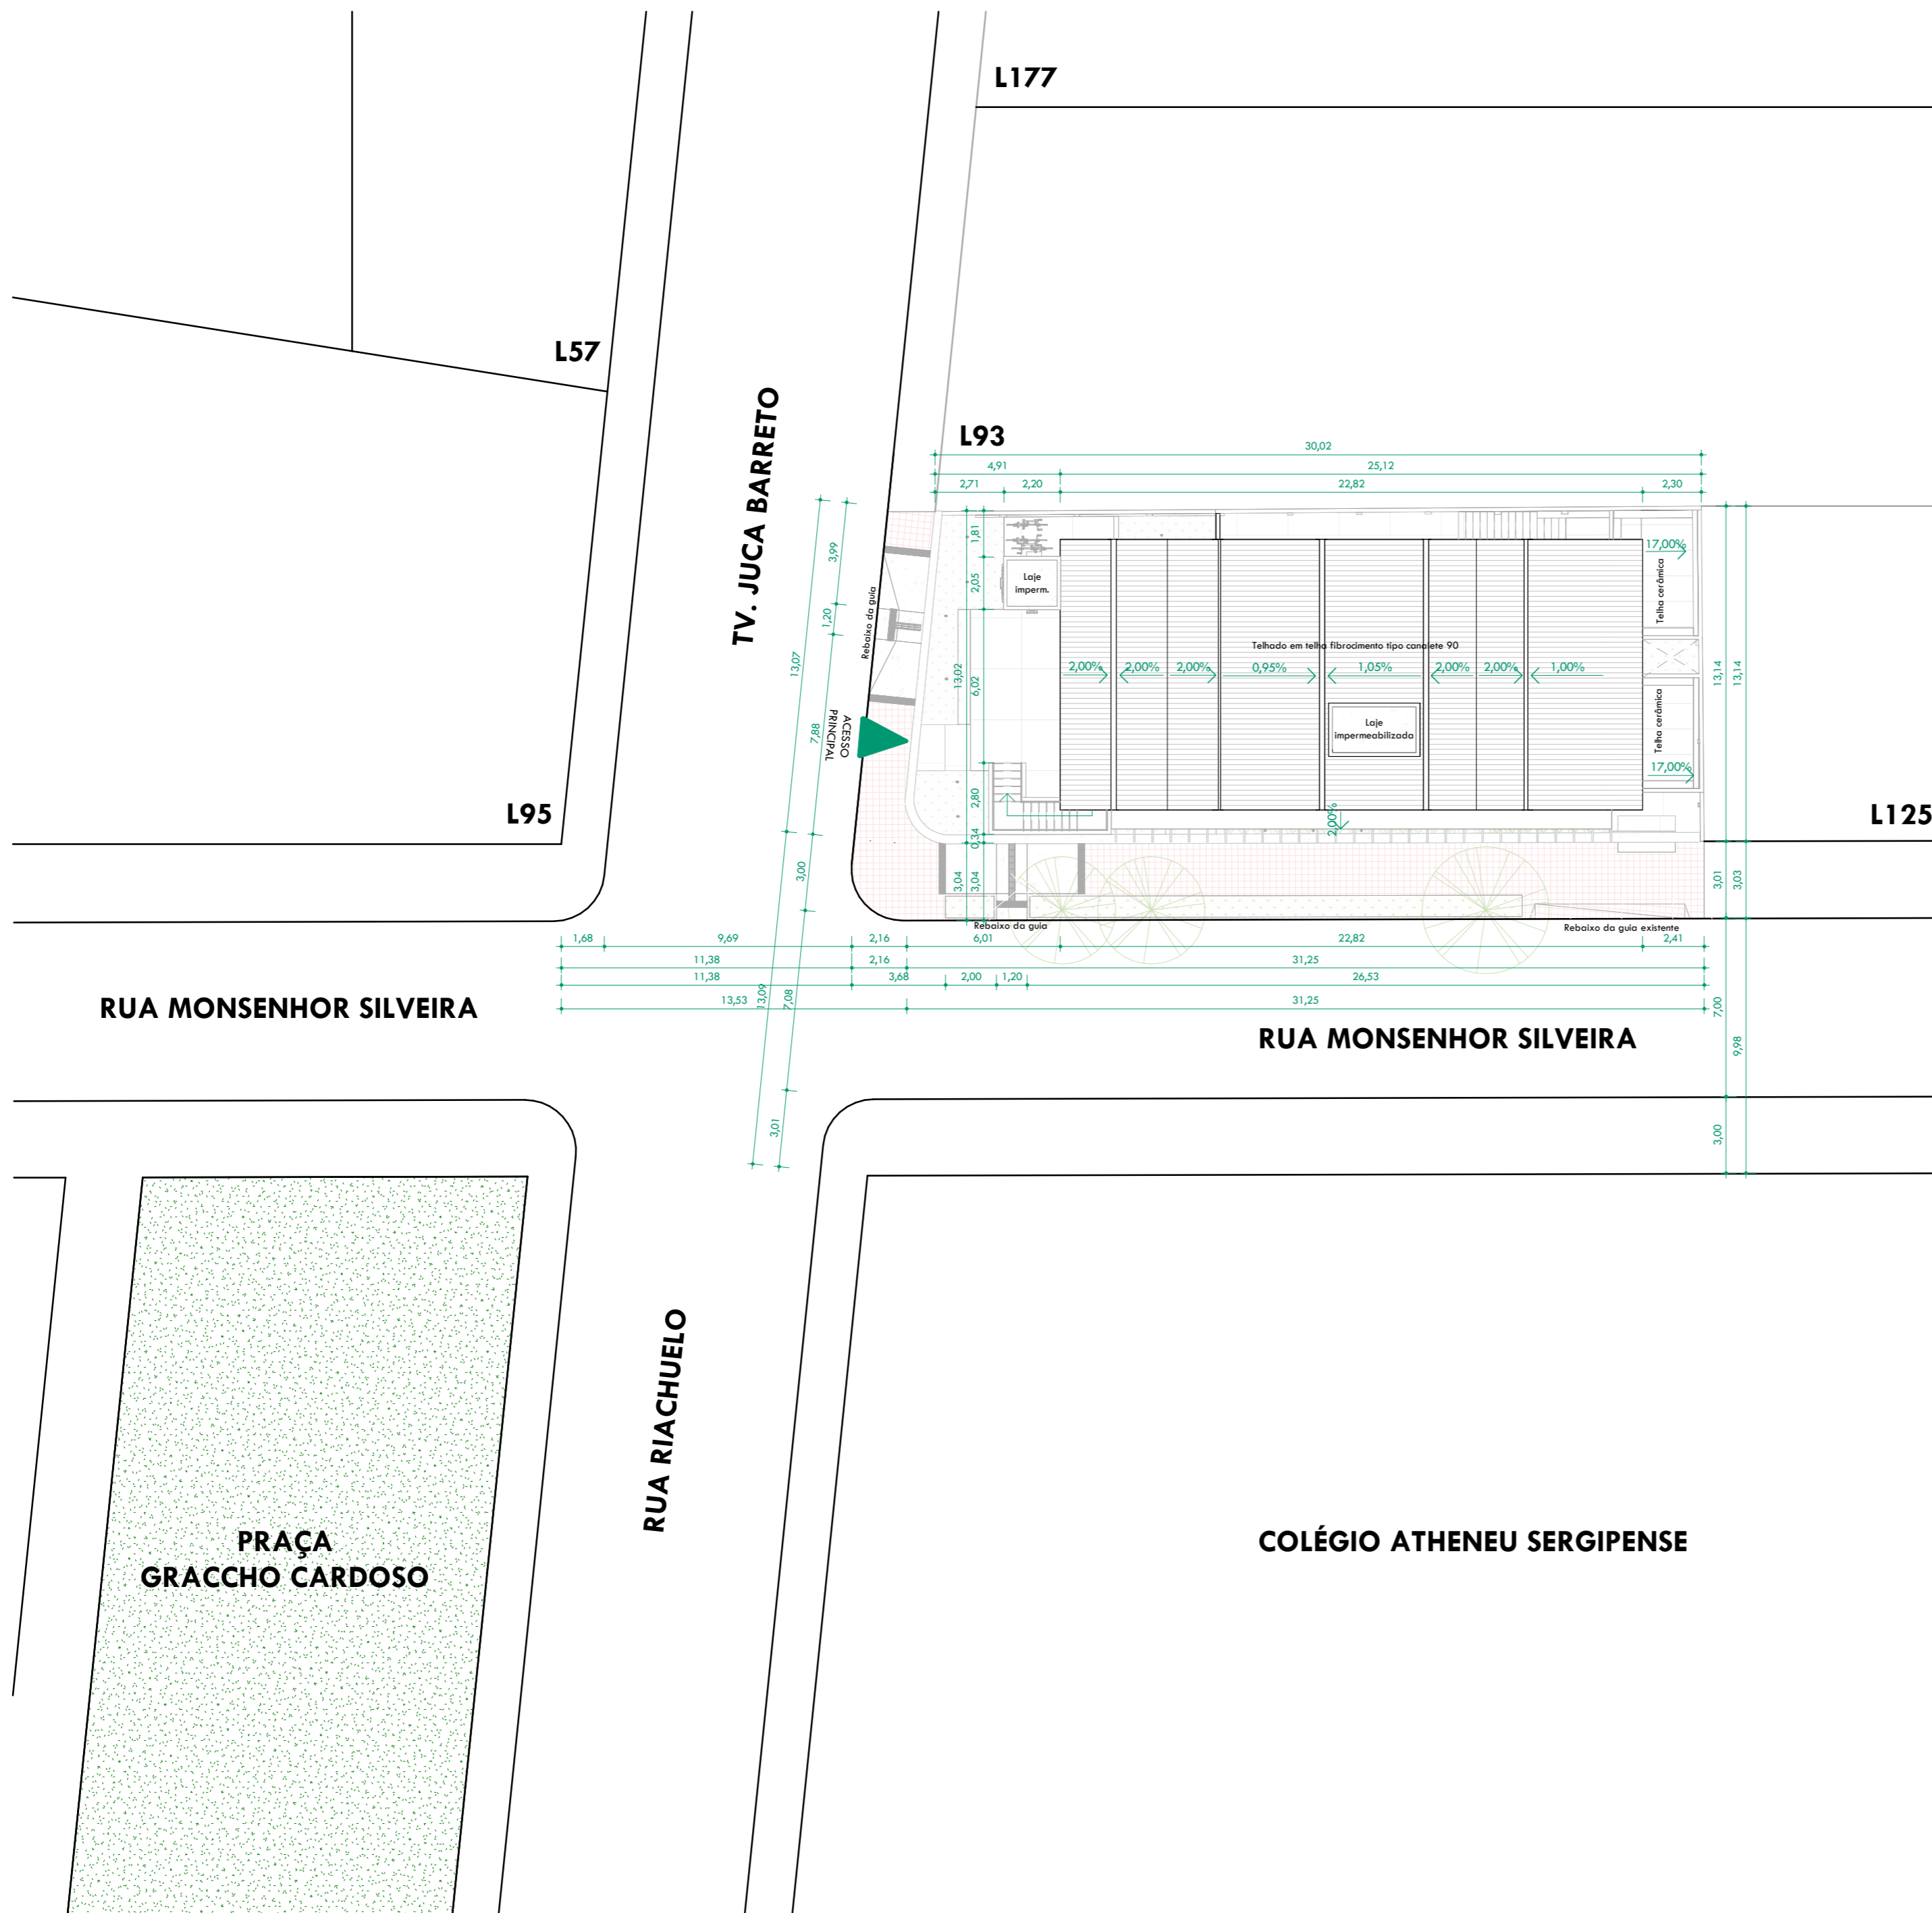 L177
L57
TV. JUCA BARRETO
L93
30,02
4,91
25,12
2,71
2,20
22,82
2,30
3,99
1,20
13,07
7,88
3,00
13,09
7,08
3,01
Rebaixo da guia
ACESSO
PRINCIPAL
1,81
2,05
13,02
6,02
2,80
0,34
3,04
3,04
Laje
imperm.
Telhado em telha fibrocimento tipo canalete 90
2,00%
2,00%
2,00%
0,95%
1,05%
2,00%
2,00%
1,00%
Laje
impermeabilizada
2,00%
17,00%
Telha cerâmica
Telha cerâmica
17,00%
13,14
13,14
3,01
3,03
7,00
9,98
3,00
L95
L125
Rebaixo da guia
Rebaixo da guia existente
1,68
9,69
2,16
6,01
22,82
2,41
11,38
2,16
31,25
11,38
3,68
2,00
1,20
26,53
13,53
31,25
RUA MONSENHOR SILVEIRA
RUA MONSENHOR SILVEIRA
RUA RIACHUELO
PRAÇA
GRACCHO CARDOSO
COLÉGIO ATHENEU SERGIPENSE